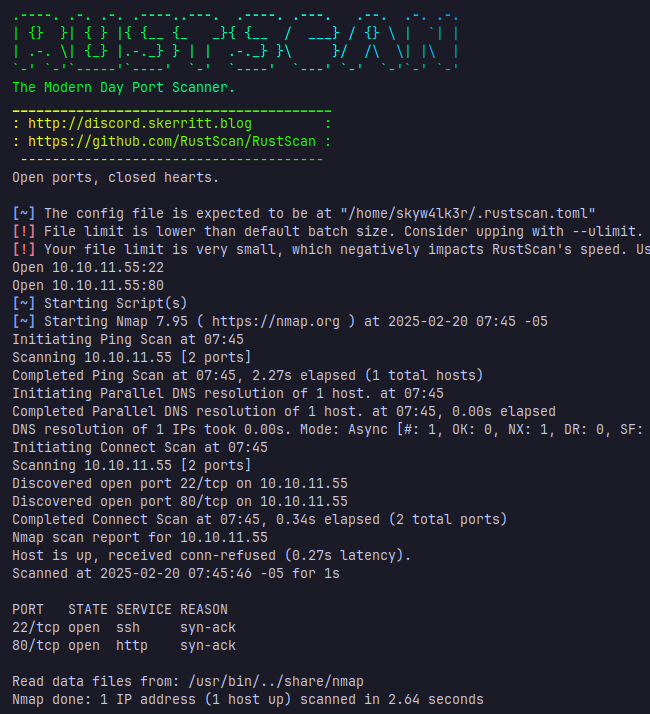 .----. .-. .-. .----..---.  .----. .---.   .--.  .-. .-.
| {}  }| { } |{ {__ {_   _}{ {__  /  ___} / {} \ |  `| |
| .-. \| {_} |.-._} } | |  .-._} }\     }/  /\  \| |\  |
`-' `-'`-----'`----'  `-'  `----'  `---' `-'  `-'`-' `-'
The Modern Day Port Scanner.
________________________________________
: http://discord.skerritt.blog         :
: https://github.com/RustScan/RustScan :
 --------------------------------------
Open ports, closed hearts.

[~] The config file is expected to be at "/home/skyw4lk3r/.rustscan.toml"
[!] File limit is lower than default batch size. Consider upping with --ulimit.
[!] Your file limit is very small, which negatively impacts RustScan's speed. Us
Open 10.10.11.55:22
Open 10.10.11.55:80
[~] Starting Script(s)
[~] Starting Nmap 7.95 ( https://nmap.org ) at 2025-02-20 07:45 -05
Initiating Ping Scan at 07:45
Scanning 10.10.11.55 [2 ports]
Completed Ping Scan at 07:45, 2.27s elapsed (1 total hosts)
Initiating Parallel DNS resolution of 1 host. at 07:45
Completed Parallel DNS resolution of 1 host. at 07:45, 0.00s elapsed
DNS resolution of 1 IPs took 0.00s. Mode: Async [#: 1, OK: 0, NX: 1, DR: 0, SF:
Initiating Connect Scan at 07:45
Scanning 10.10.11.55 [2 ports]
Discovered open port 22/tcp on 10.10.11.55
Discovered open port 80/tcp on 10.10.11.55
Completed Connect Scan at 07:45, 0.34s elapsed (2 total ports)
Nmap scan report for 10.10.11.55
Host is up, received conn-refused (0.27s latency).
Scanned at 2025-02-20 07:45:46 -05 for 1s

PORT   STATE SERVICE REASON
22/tcp open  ssh     syn-ack
80/tcp open  http    syn-ack

Read data files from: /usr/bin/../share/nmap
Nmap done: 1 IP address (1 host up) scanned in 2.64 seconds